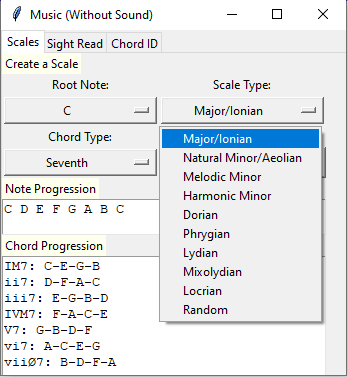 Music (Without Sound)
Scales Sight Read Chord ID
Create a Scale
Root Note: Scale Type:
C Major/Ionian
Chord Type: Major/Ionian
Seventh Natural Minor/Aeolian
Melodic Minor
Note Progression Harmonic Minor
C D E F G A B C Dorian
Phrygian
Chord Progression Lydian
IM7: C-E-G-B Mixolydian
ii7: D-F-A-C Locrian
iii7: E-G-B-D Random
IVM7: F-A-C-E
V7: G-B-D-F
vi7: A-C-E-G
viiØ7: B-D-F-A